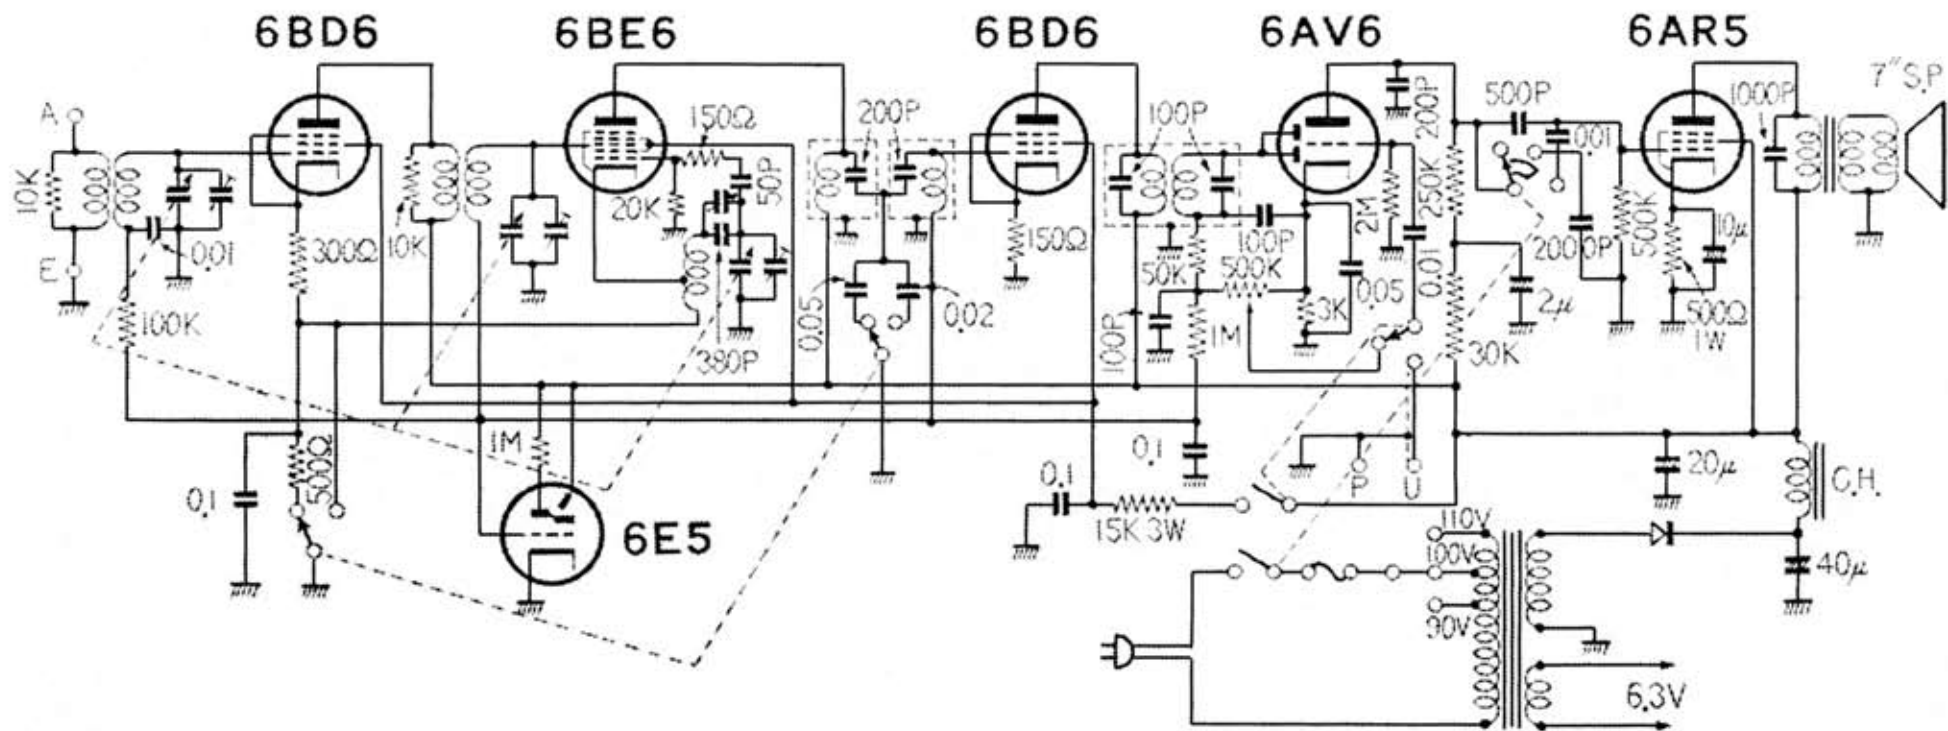 6BD6
6BE6
6BD6
6AV6
6AR5
7" S.P
A.
10K
E
0.01
300Ω
100K
10K
150Ω
20K
50P
380P
200P
0.05
0.02
150Ω
100P
100P
50K
100P
500K
1M
3K
0.05
2M
0.01
200P
250K
30K
500P
.001
2000P
2μ
500K
10μ
500Ω
1W
1000P
0.1
500Ω
1M
6E5
0.1
15K 3W
0.1
P
U
20μ
C.H.
40μ
110V
100V
90V
6.3V